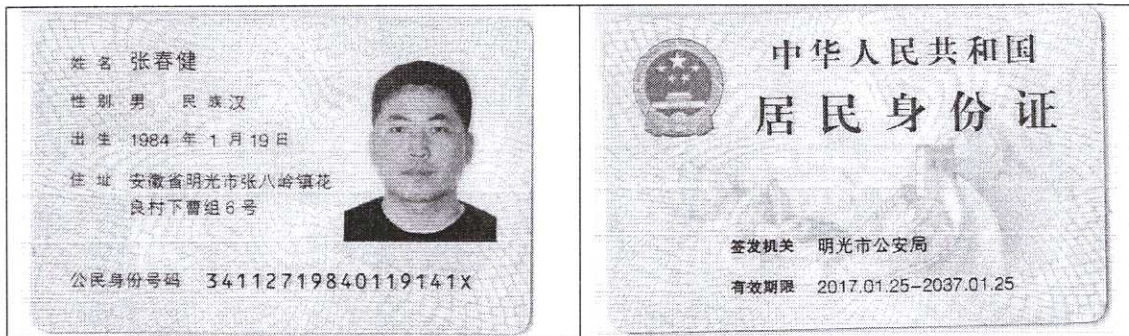 姓 名 张春健
性 别 男 民 族 汉
出 生 1984 年 1 月 19 日
住 址 安徽省明光市张八岭镇花
良村下曹组6号
公民身份号码 34112719840119141X
中华人民共和国
居民身份证
签发机关 明光市公安局
有效期限 2017.01.25-2037.01.25